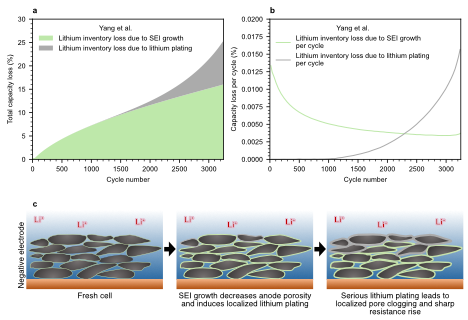 a
Yang et al.
Lithium inventory loss due to SEI growth
Lithium inventory loss due to lithium plating
Total capacity loss (%)
30
25
20
15
10
5
0
0
500
1000
1500
2000
2500
3000
Cycle number
b
Yang et al.
Lithium inventory loss due to SEI growth
per cycle
Lithium inventory loss due to lithium plating
per cycle
Capacity loss per cycle (%)
0.0200
0.0175
0.0150
0.0125
0.0100
0.0075
0.0050
0.0025
0.0000
0
500
1000
1500
2000
2500
3000
Cycle number
c
Negative electrode
Li°
Li°
Li°
Li°
Li°
Li°
Li°
Li°
Li°
Fresh cell
SEI growth decreases anode porosity
and induces localized lithium plating
Serious lithium plating leads to
localized pore clogging and sharp
resistance rise